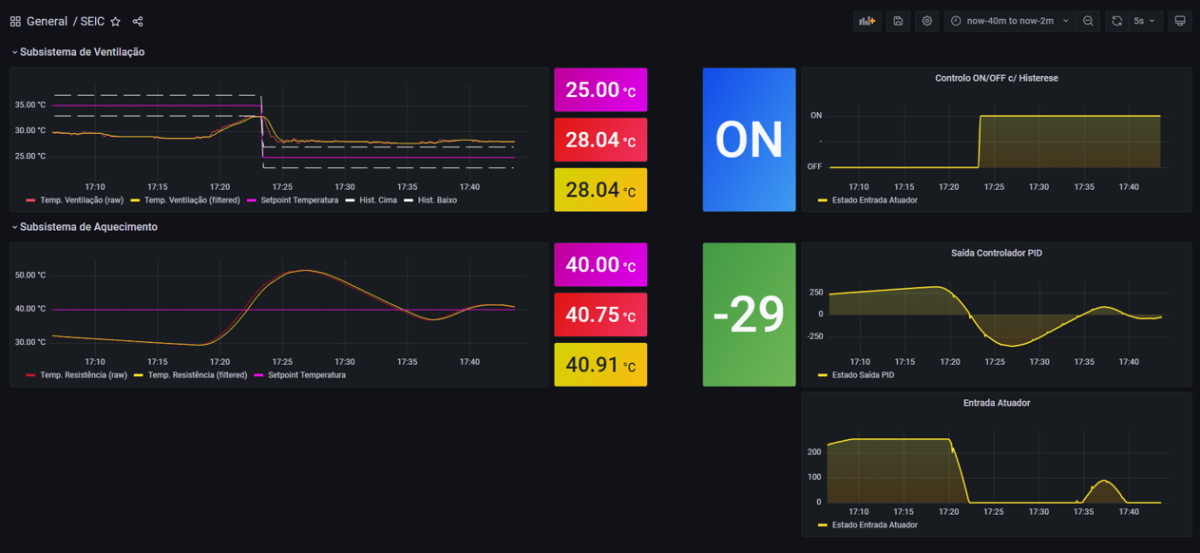 General / SEIC
now-40m to now-2m
5s
Subsistema de Ventilação
35.00 °C
30.00 °C
25.00 °C
17:10 17:15 17:20 17:25 17:30 17:35 17:40
Temp. Ventilação (raw) Temp. Ventilação (filtered) Setpoint Temperatura Hist. Cima Hist. Baixo
25.00 °C
28.04 °C
28.04 °C
ON
Controlo ON/OFF c/ Histerese
ON
-
OFF
17:10 17:15 17:20 17:25 17:30 17:35 17:40
Estado Entrada Atuador
Subsistema de Aquecimento
50.00 °C
40.00 °C
30.00 °C
17:10 17:15 17:20 17:25 17:30 17:35 17:40
Temp. Resistência (raw) Temp. Resistência (filtered) Setpoint Temperatura
40.00 °C
40.75 °C
40.91 °C
-29
Saída Controlador PID
250
0
-250
17:10 17:15 17:20 17:25 17:30 17:35 17:40
Estado Saída PID
Entrada Atuador
200
100
0
17:10 17:15 17:20 17:25 17:30 17:35 17:40
Estado Entrada Atuador